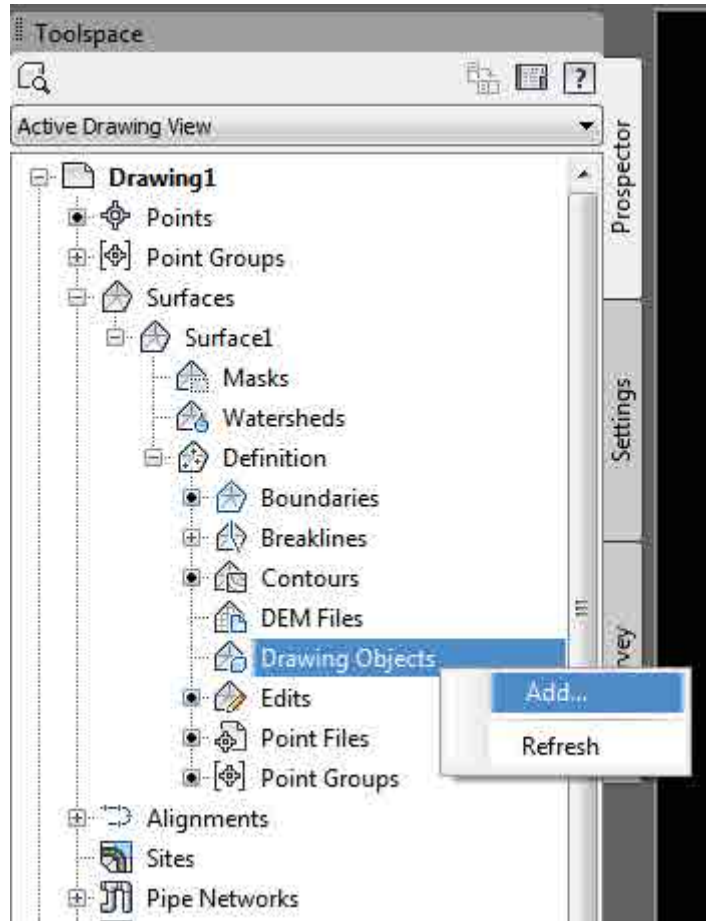 Toolspace
?
Active Drawing View
Prospector
Drawing1
Points
Point Groups
Surfaces
Surface1
Masks
Watersheds
Settings
Definition
Boundaries
Breaklines
Contours
DEM Files
vey
Drawing Objects
Add...
Edits
Refresh
Point Files
Point Groups
Alignments
Sites
Pipe Networks